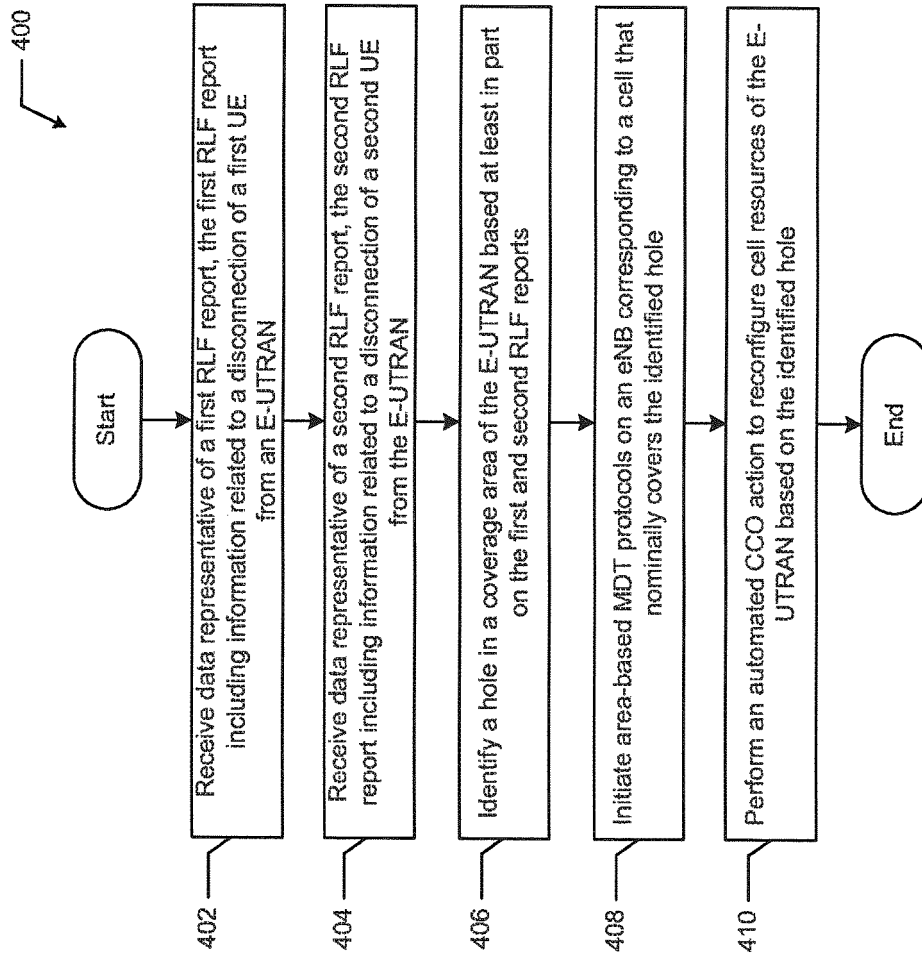 400
Start
402
Receive data representative of a first RLF report, the first RLF report
including information related to a disconnection of a first UE
from an E-UTRAN
404
Receive data representative of a second RLF report, the second RLF
report including information related to a disconnection of a second UE
from the E-UTRAN
406
Identify a hole in a coverage area of the E-UTRAN based at least in part
on the first and second RLF reports
408
Initiate area-based MDT protocols on an eNB corresponding to a cell that
nominally covers the identified hole
410
Perform an automated CCO action to reconfigure cell resources of the E-
UTRAN based on the identified hole
End